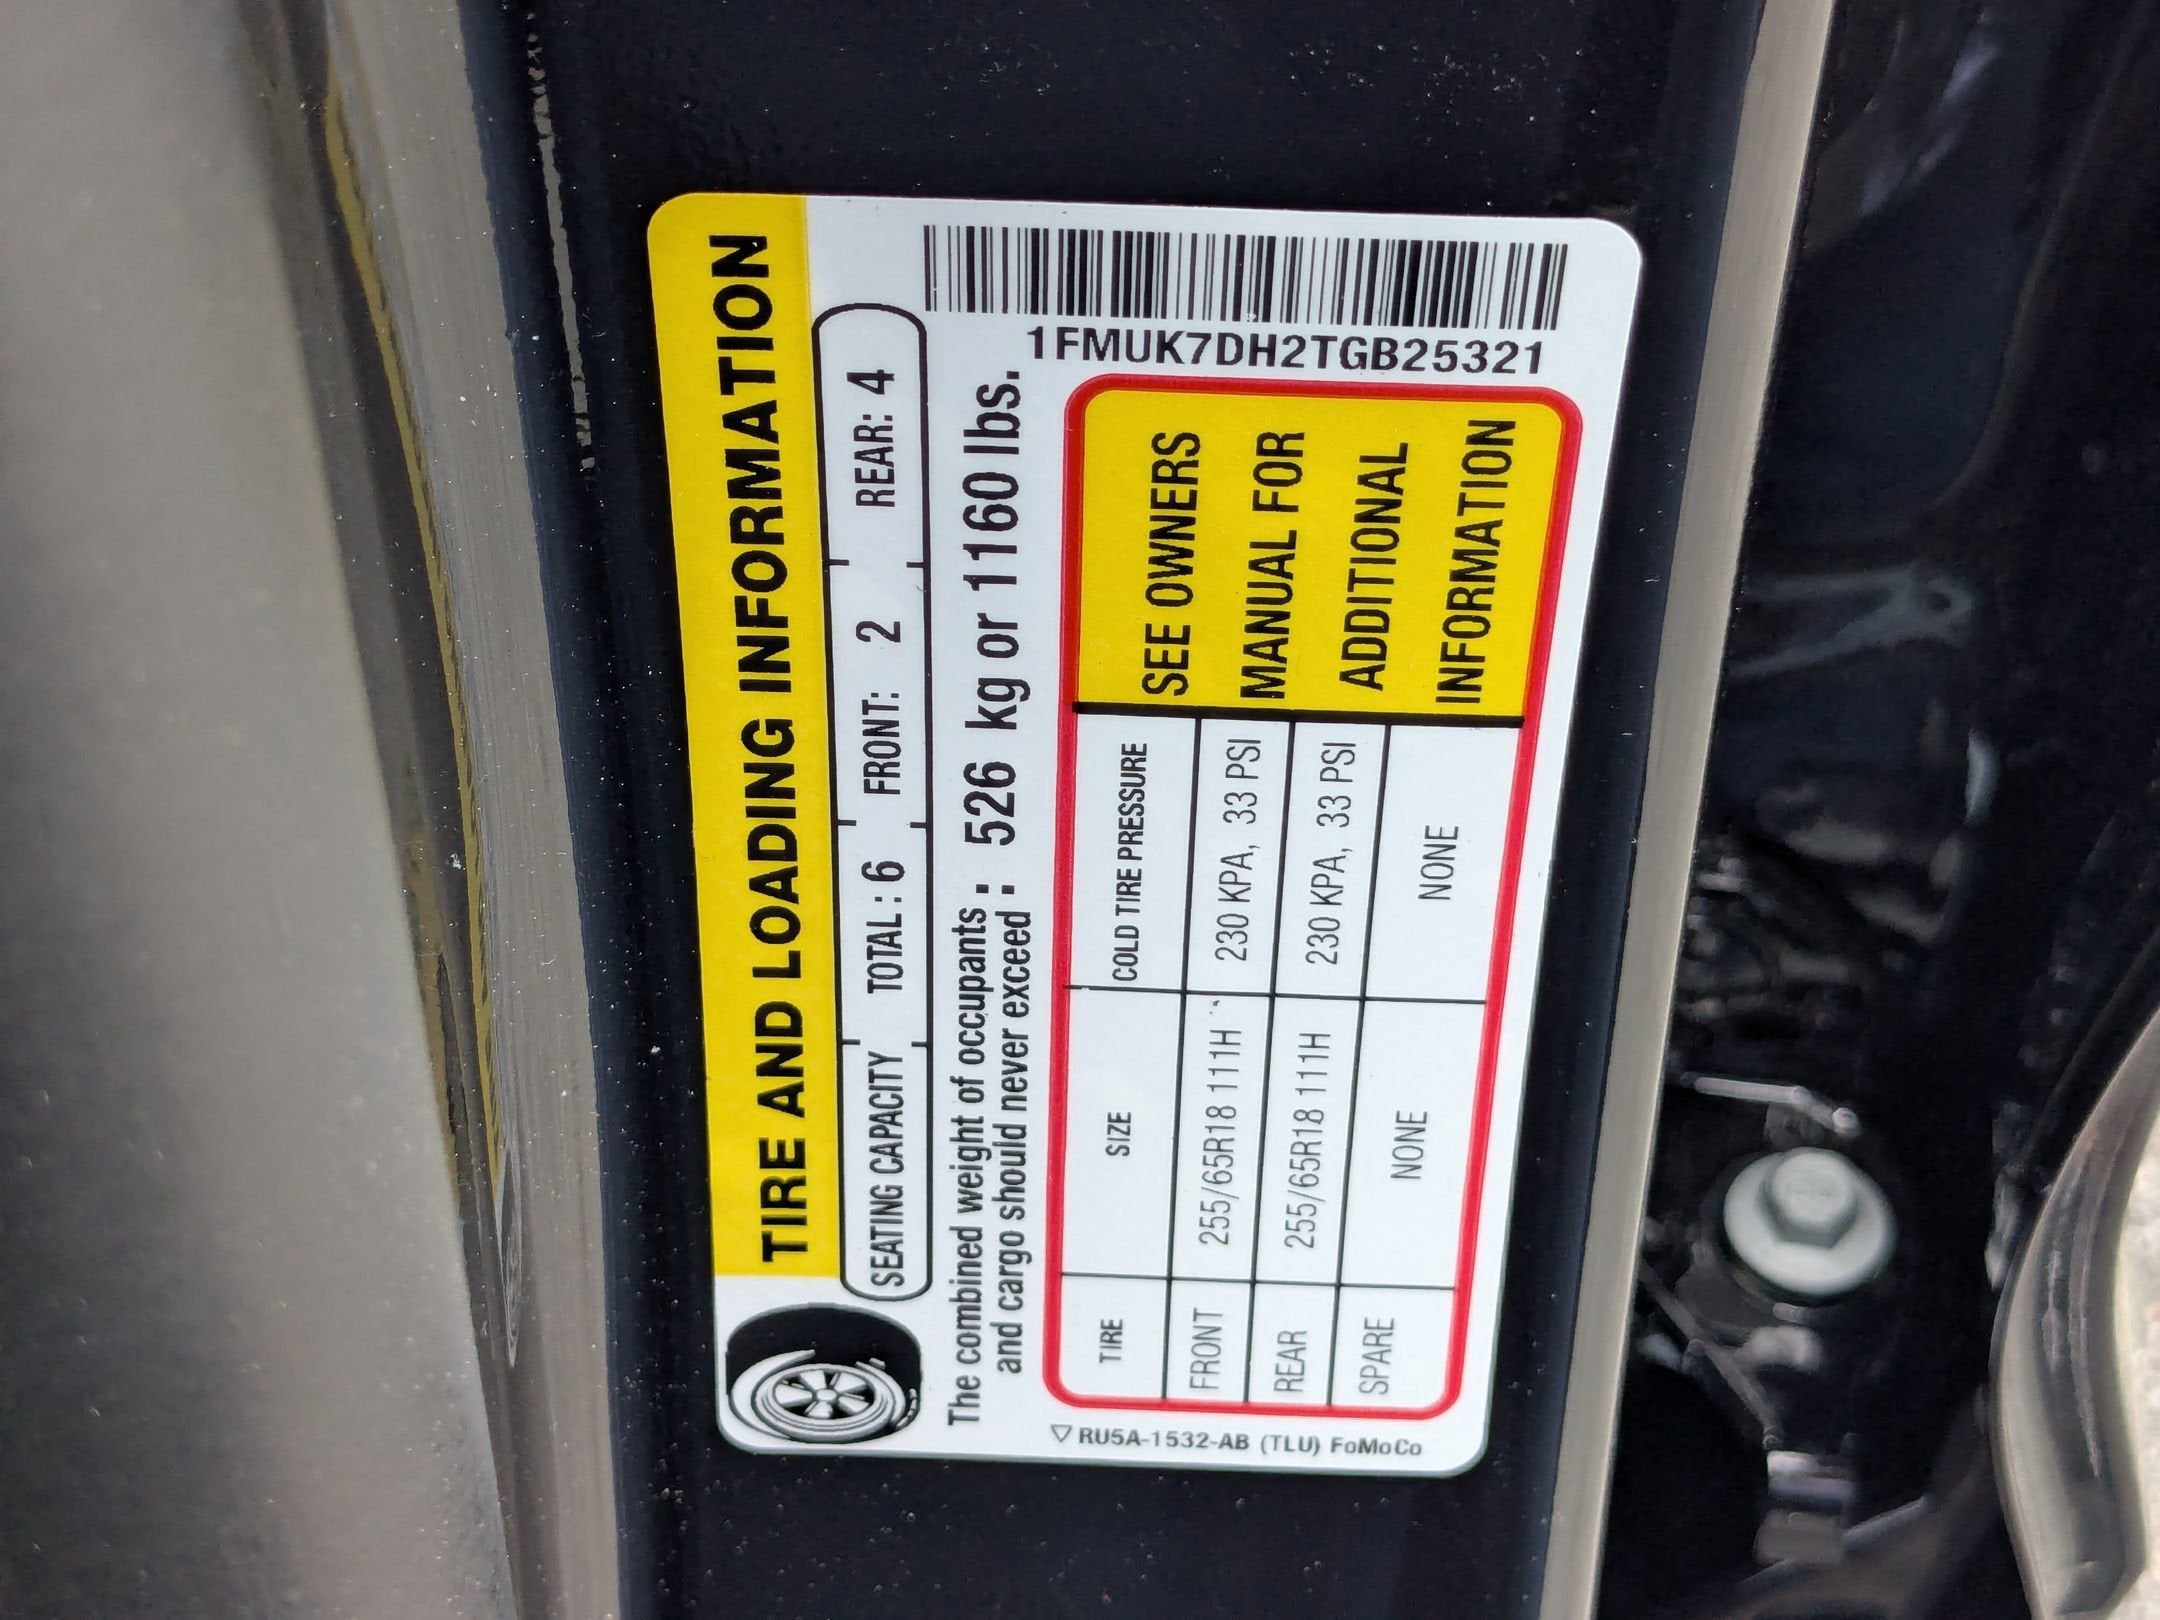 TIRE AND LOADING INFORMATION
SEATING CAPACITY TOTAL : 6 FRONT: 2 REAR: 4
The combined weight of occupants : 526 kg or 1160 lbs.
and cargo should never exceed :
1FMUK7DH2TGB25321
TIRE SIZE COLD TIRE PRESSURE
FRONT 255/65R18 111H 230 KPA, 33 PSI
REAR 255/65R18 111H 230 KPA, 33 PSI
SPARE NONE NONE
SEE OWNERS
MANUAL FOR
ADDITIONAL
INFORMATION
RU5A-1532-AB (TLU) FoMoCo